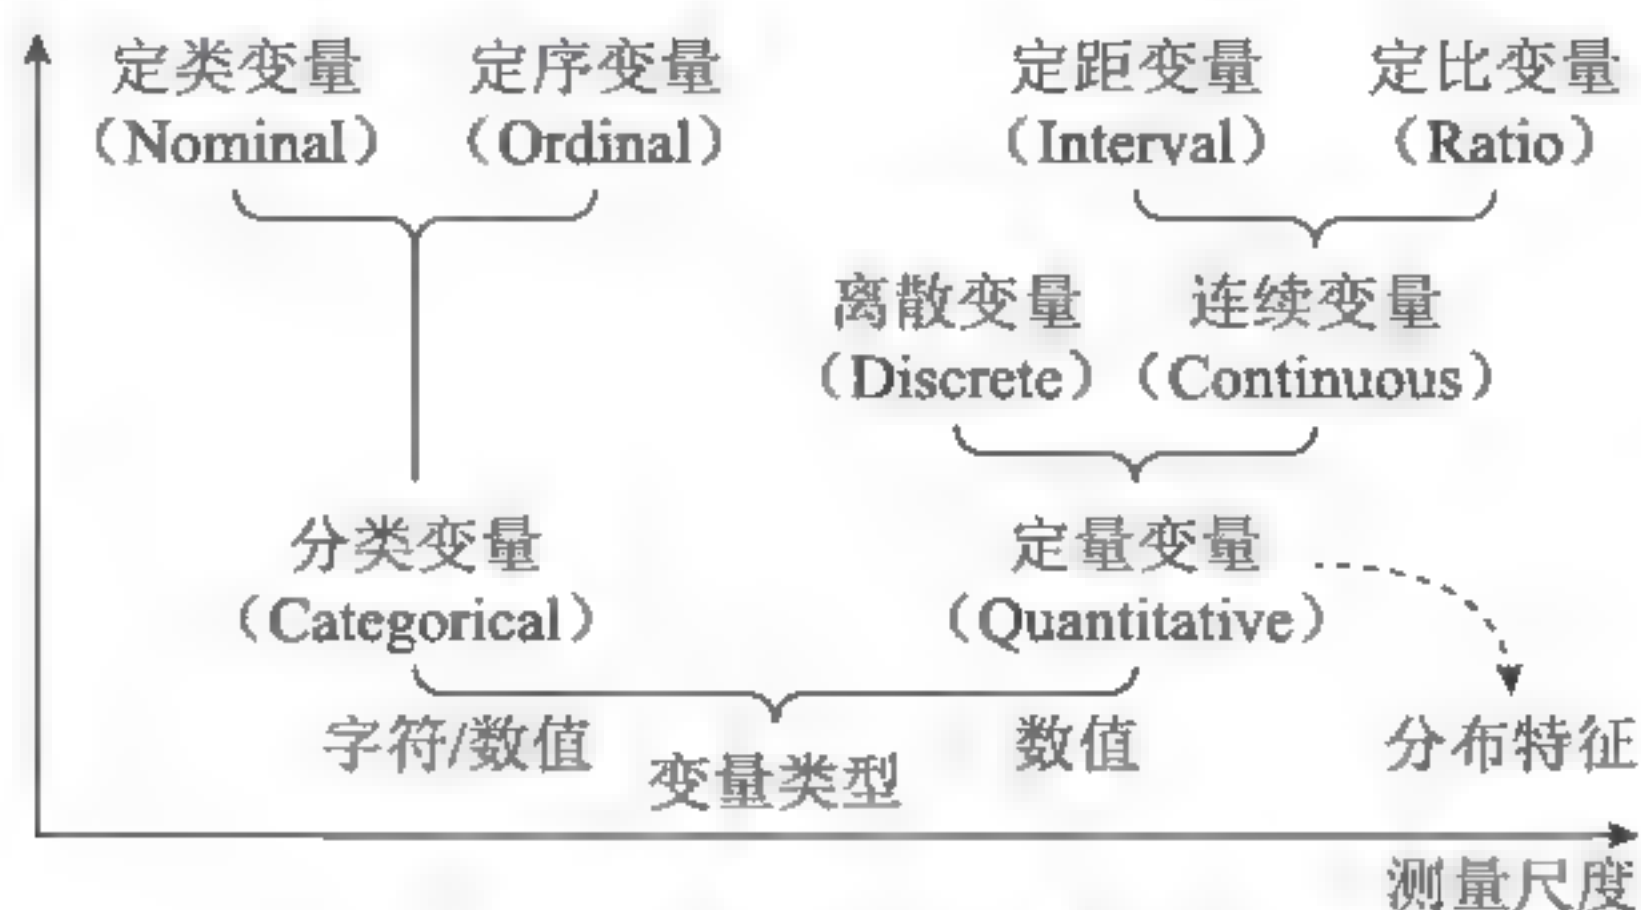 定类变量 定序变量 定距变量 定比变量
（Nominal） （Ordinal） （Interval） （Ratio）
离散变量 连续变量
（Discrete）（Continuous）
分类变量 定量变量
（Categorical） （Quantitative）
字符/数值 数值 分布特征
变量类型
测量尺度